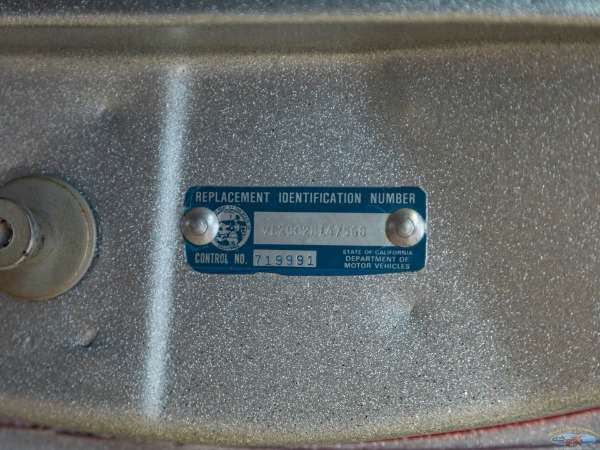 REPLACEMENT IDENTIFICATION NUMBER
CONTROL NO. 719991
STATE OF CALIFORNIA
DEPARTMENT OF
MOTOR VEHICLES